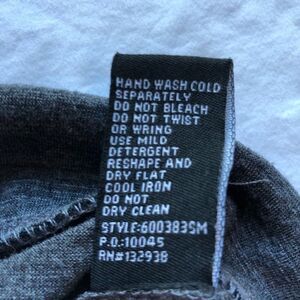 HAND WASH COLD
SEPARATELY
DO NOT BLEACH
DO NOT TWIST
OR WRING
USE MILD
DETERGENT
RESHAPE AND
DRY FLAT
COOL IRON
DO NOT
DRY CLEAN
STYLE:600383SM
P.O.:10045
RN#132938